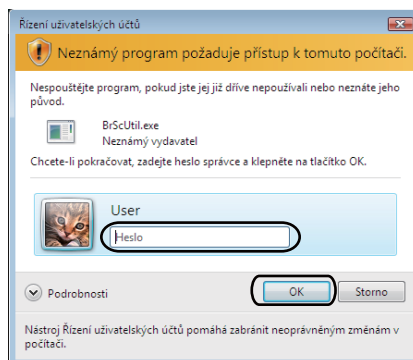 Řízení uživatelských účtů
Neznámý program požaduje přístup k tomuto počítači.
Nespouštějte program, pokud jste jej již dříve nepoužívali nebo neznáte jeho
původ.
BrScUtil.exe
Neznámý vydavatel
Chcete-li pokračovat, zadejte heslo správce a klepněte na tlačítko OK.
User
Heslo
Podrobnosti
OK
Storno
Nástroj Řízení uživatelských účtů pomáhá zabránit neoprávněným změnám v
počítači.